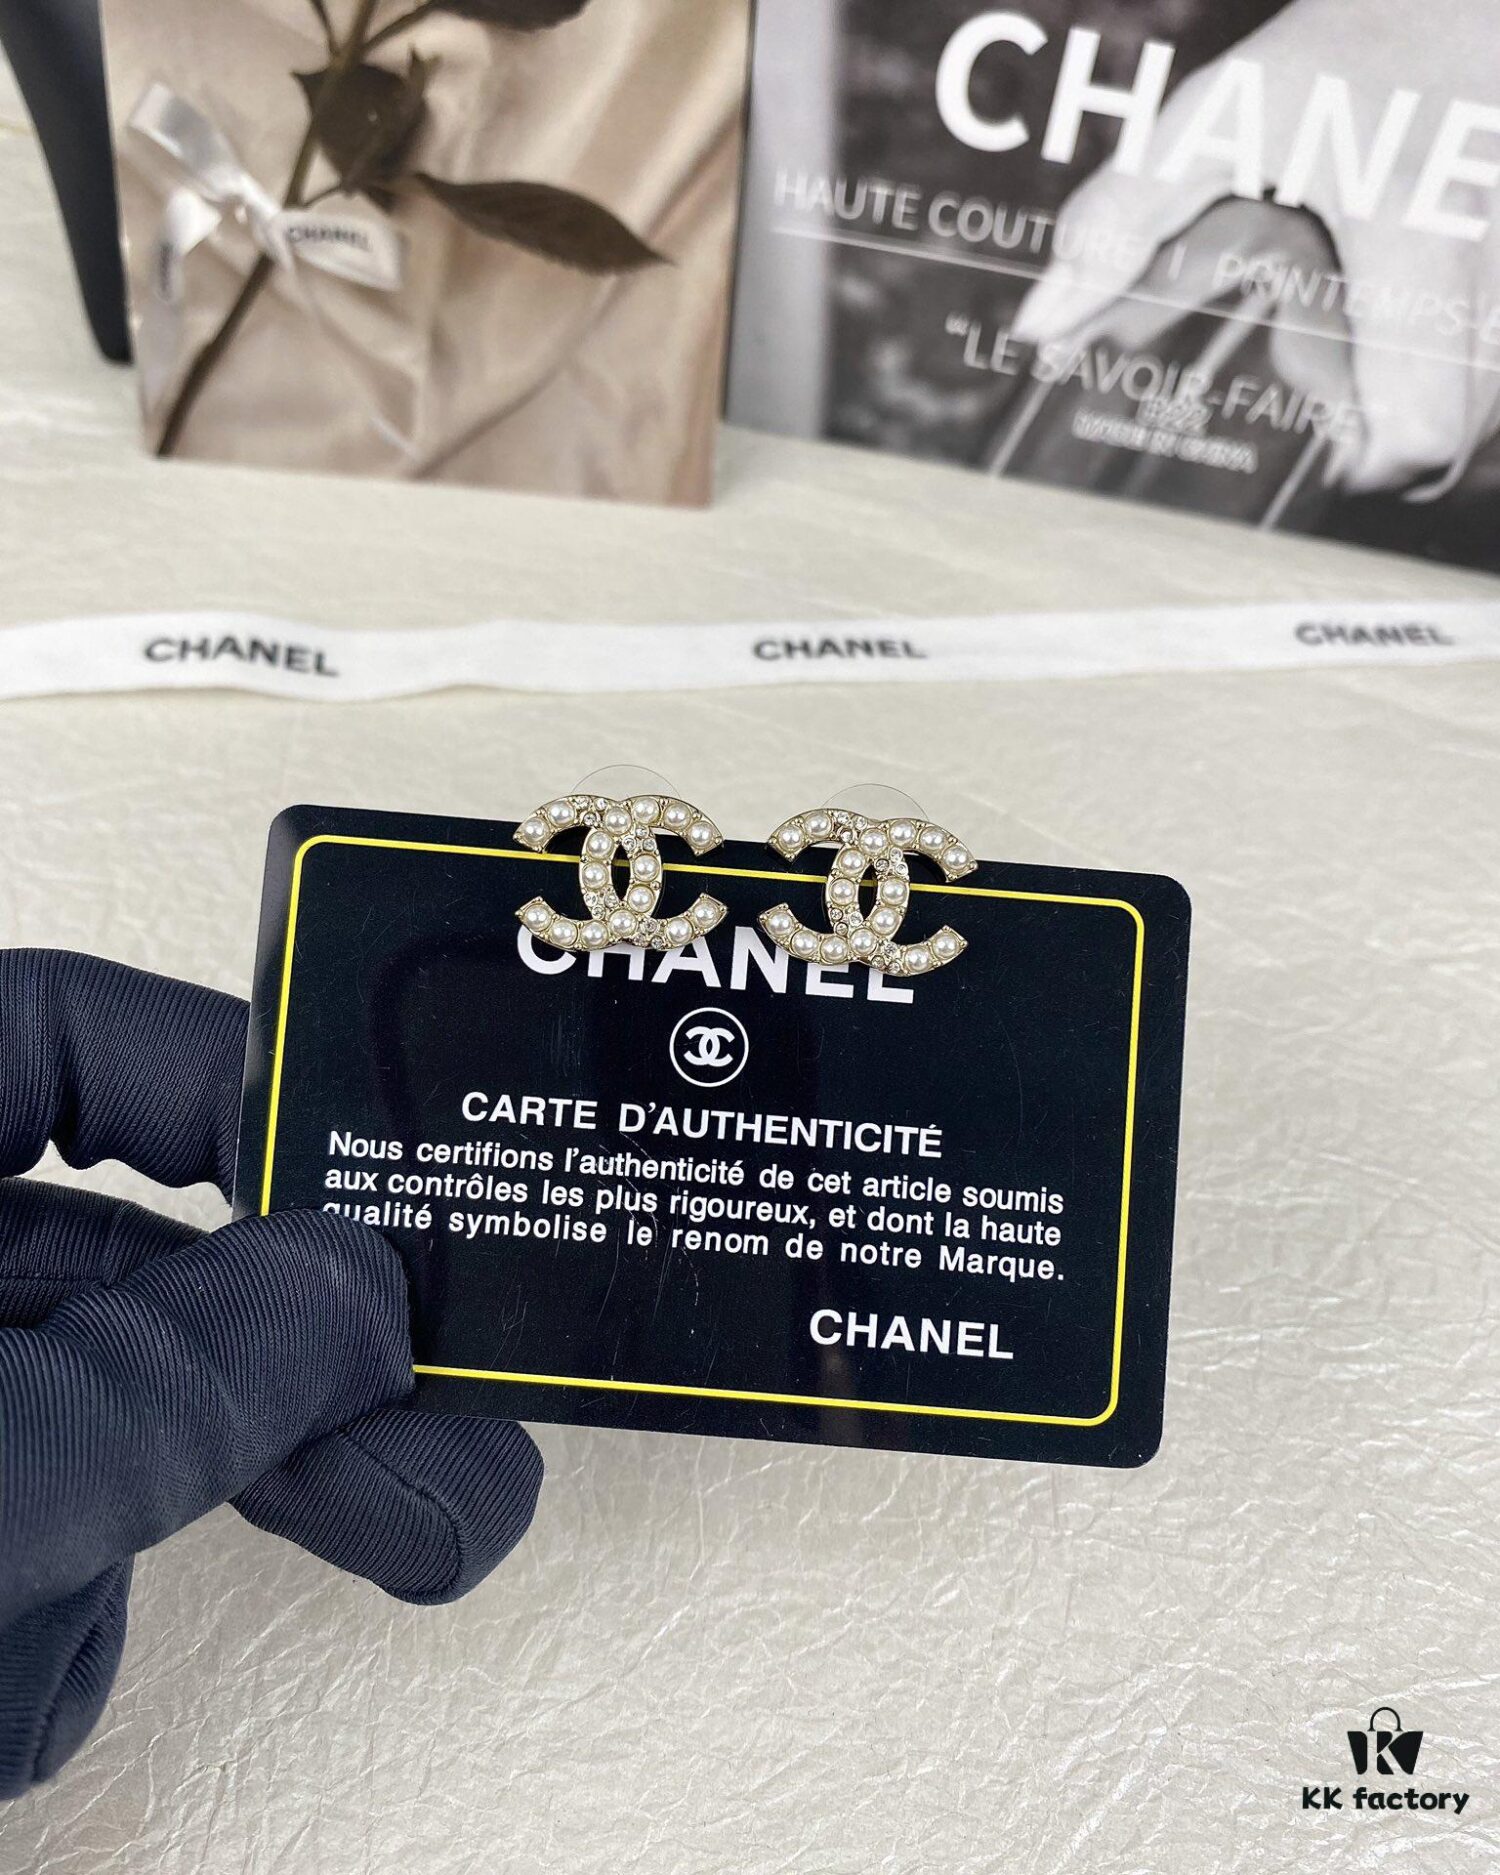 CHANEL
CHANE
HAUTE COUTURE | PRINTEMPS-É
"LE SAVOIR-FAIRE"
CHANEL CHANEL CHANEL
CHANEL
CARTE D'AUTHENTICITÉ
Nous certifions l'authenticité de cet article soumis
aux contrôles les plus rigoureux, et dont la haute
qualité symbolise le renom de notre Marque.
CHANEL
KK factory